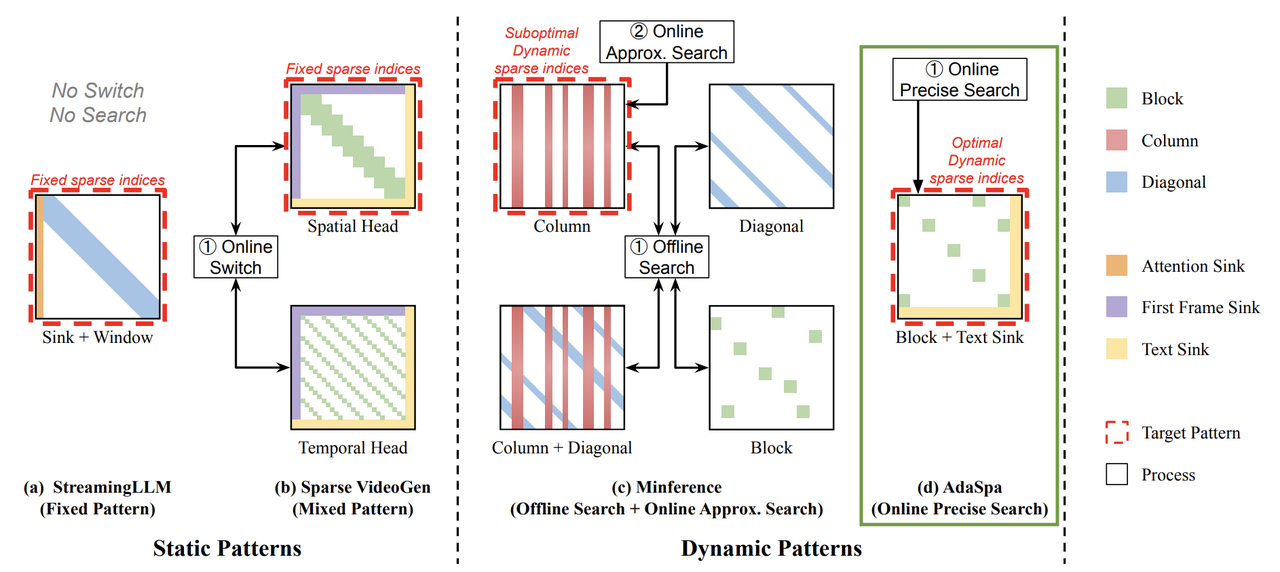 No Switch
No Search
Fixed sparse indices
Sink + Window
(a) StreamingLLM
(Fixed Pattern)
Fixed sparse indices
Spatial Head
① Online
Switch
Temporal Head
(b) Sparse VideoGen
(Mixed Pattern)
Static Patterns
Suboptimal
Dynamic
sparse indices
② Online
Approx. Search
Column
Diagonal
① Offline
Search
Column + Diagonal
Block
(c) Minference
(Offline Search + Online Approx. Search)
① Online
Precise Search
Optimal
Dynamic
sparse indices
Block + Text Sink
(d) AdaSpa
(Online Precise Search)
Dynamic Patterns
Block
Column
Diagonal
Attention Sink
First Frame Sink
Text Sink
Target Pattern
Process